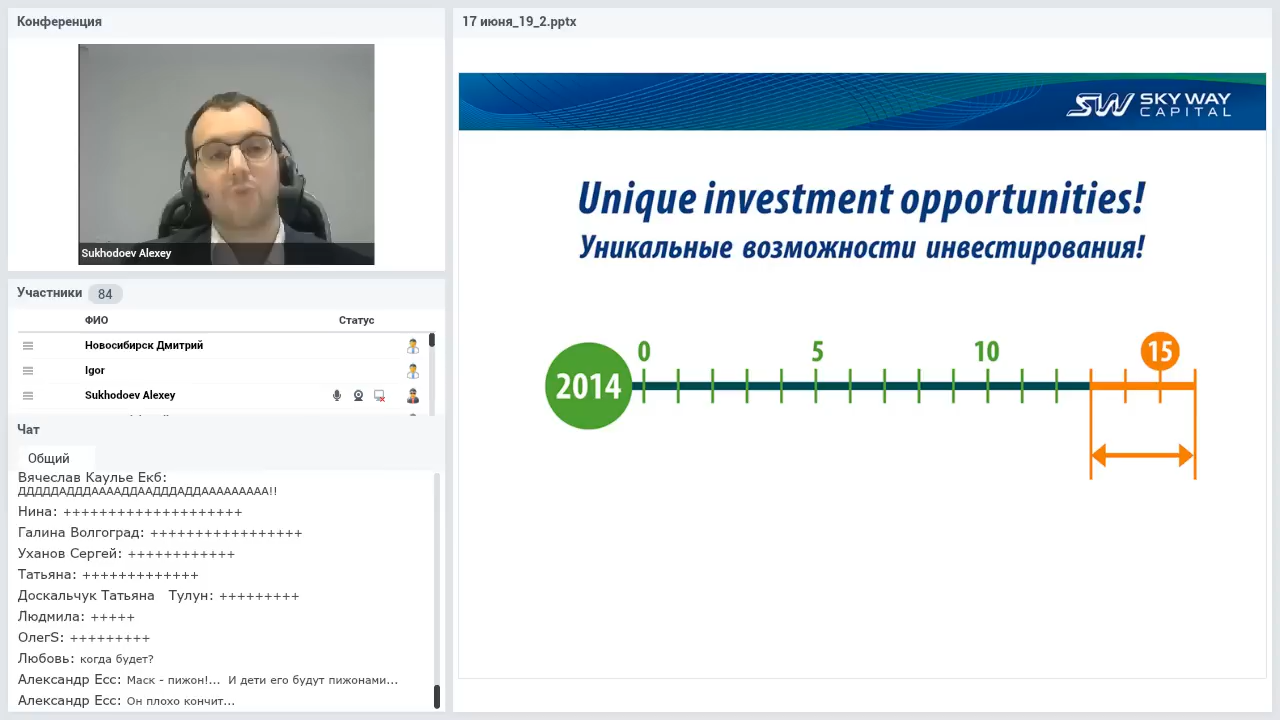 Конференция
Sukhodoev Alexey
Участники 84
ФИО Статус
Новосибирск Дмитрий
Igor
Sukhodoev Alexey
Чат
Общий
Вячеслав Каулье Екб:
ДДДДДАДДДААААДДААДДДАДДААААААААА!!
Нина: ++++++++++++++++++++
Галина Волгоград: +++++++++++++++++
Уханов Сергей: ++++++++++++
Татьяна: +++++++++++++
Доскальчук Татьяна Тулун: +++++++++
Людмила: +++++
ОлегS: +++++++++
Любовь: когда будет?
Александр Есс: Маск - пижон!... И дети его будут пижонами...
Александр Есс: Он плохо кончит...
17 июня_19_2.pptx
SW SKY WAY
CAPITAL
Unique investment opportunities!
Уникальные возможности инвестирования!
2014 0 5 10 15